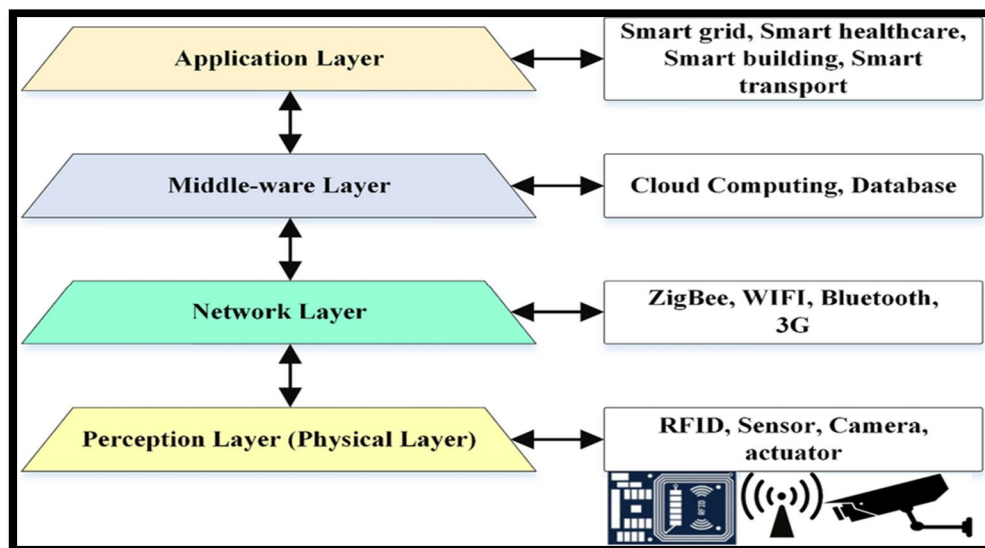 Application Layer
Smart grid, Smart healthcare,
Smart building, Smart
transport
Middle-ware Layer
Cloud Computing, Database
Network Layer
ZigBee, WIFI, Bluetooth,
3G
Perception Layer (Physical Layer)
RFID, Sensor, Camera,
actuator